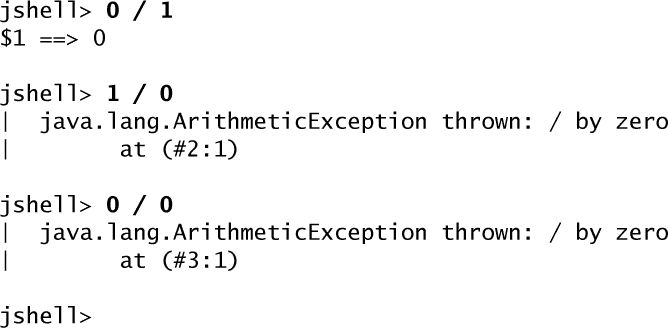 jshell> 0 / 1
$1 ==> 0
jshell> 1 / 0
|  java.lang.ArithmeticException thrown: / by zero
|        at (#2:1)
jshell> 0 / 0
|  java.lang.ArithmeticException thrown: / by zero
|        at (#3:1)
jshell>